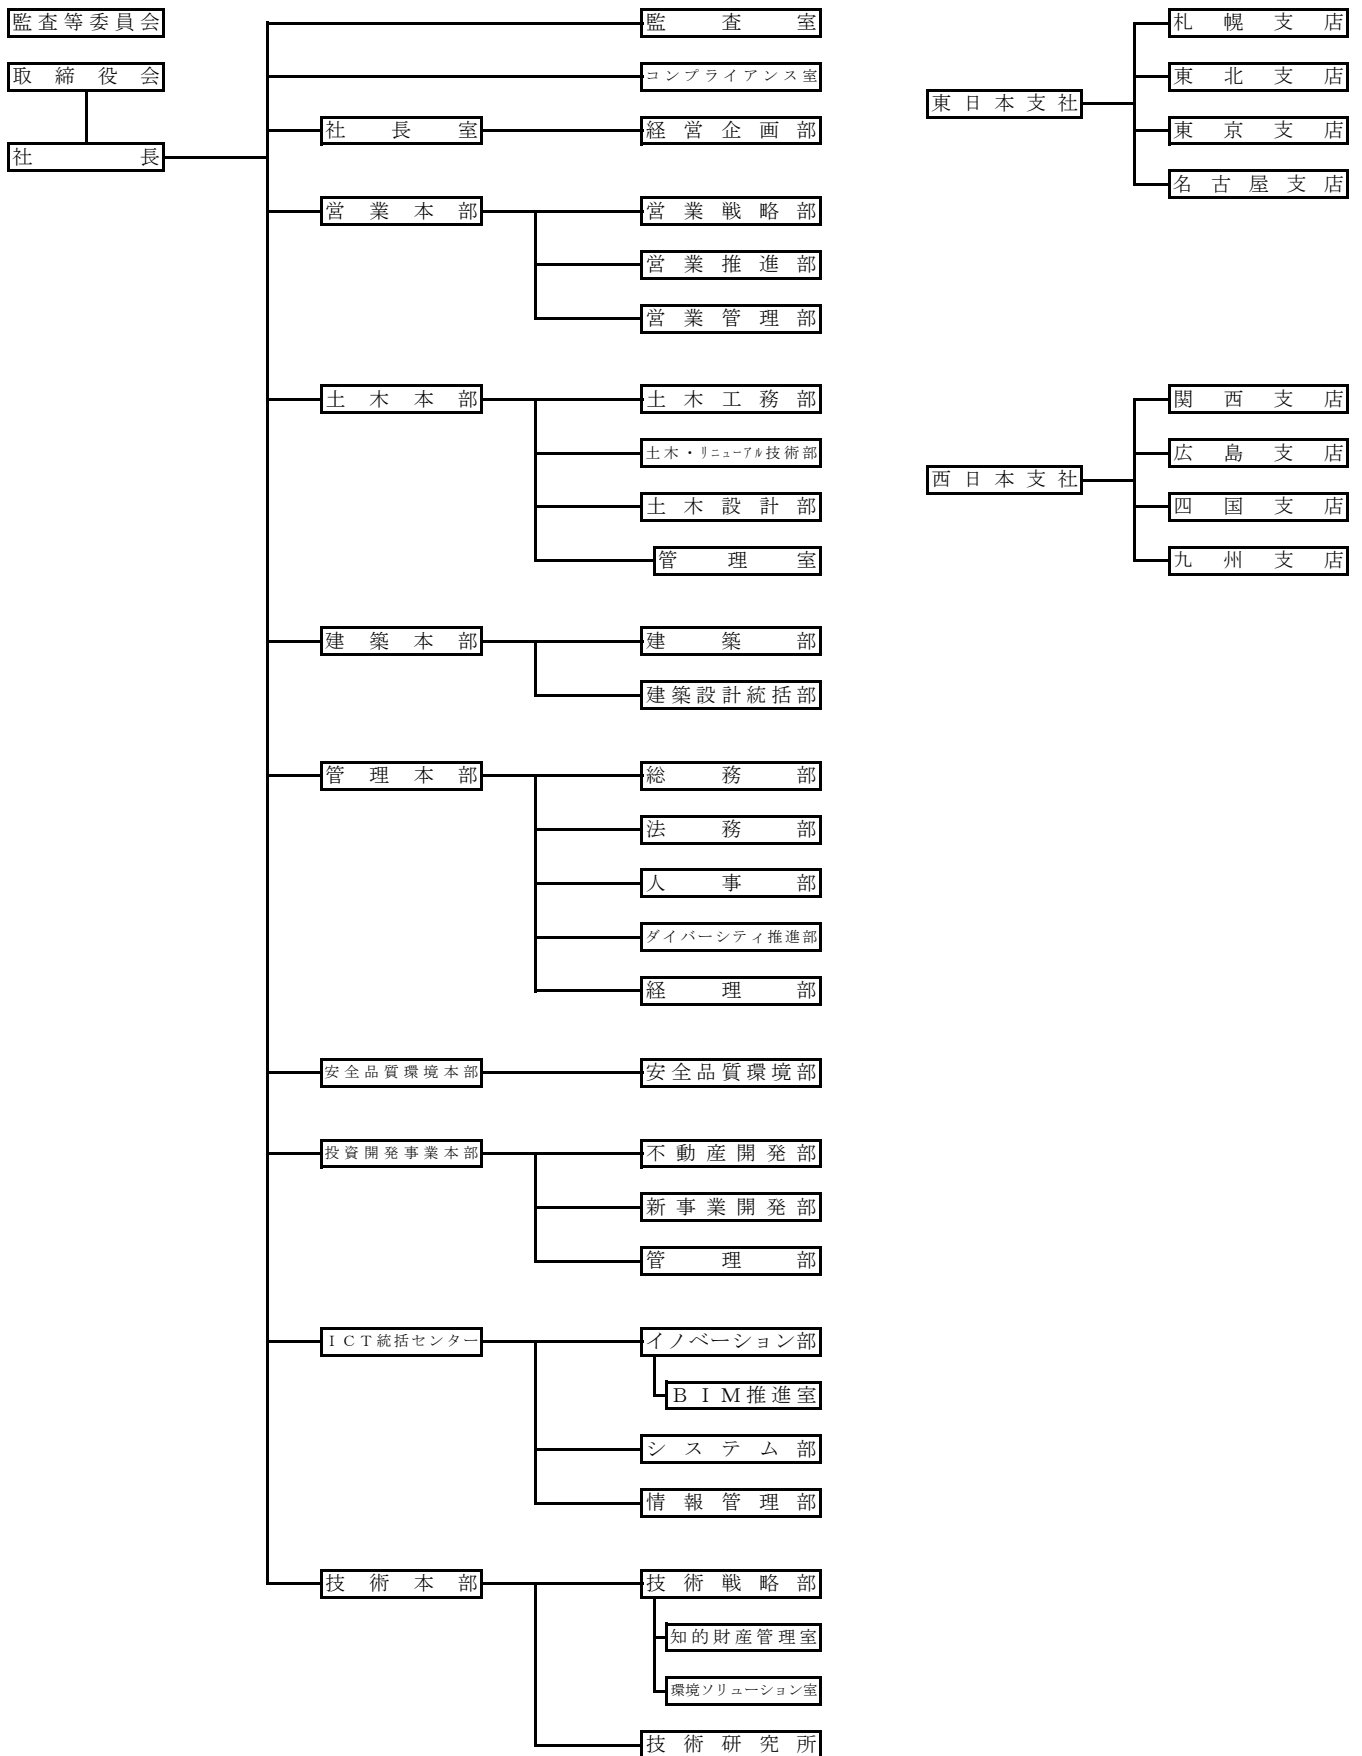 監査等委員会
取締役会
社長
監査室
コンプライアンス室
社長室
経営企画部
営業本部
営業戦略部
営業推進部
営業管理部
土木本部
土木工務部
土木・リニューアル技術部
土木設計部
管理室
建築本部
建築部
建築設計統括部
管理本部
総務部
法務部
人事部
ダイバーシティ推進部
経理部
安全品質環境本部
安全品質環境部
投資開発事業本部
不動産開発部
新事業開発部
管理部
ＩＣＴ統括センター
イノベーション部
ＢＩＭ推進室
システム部
情報管理部
技術本部
技術戦略部
知的財産管理室
環境ソリューション室
技術研究所
東日本支社
札幌支店
東北支店
東京支店
名古屋支店
西日本支社
関西支店
広島支店
四国支店
九州支店